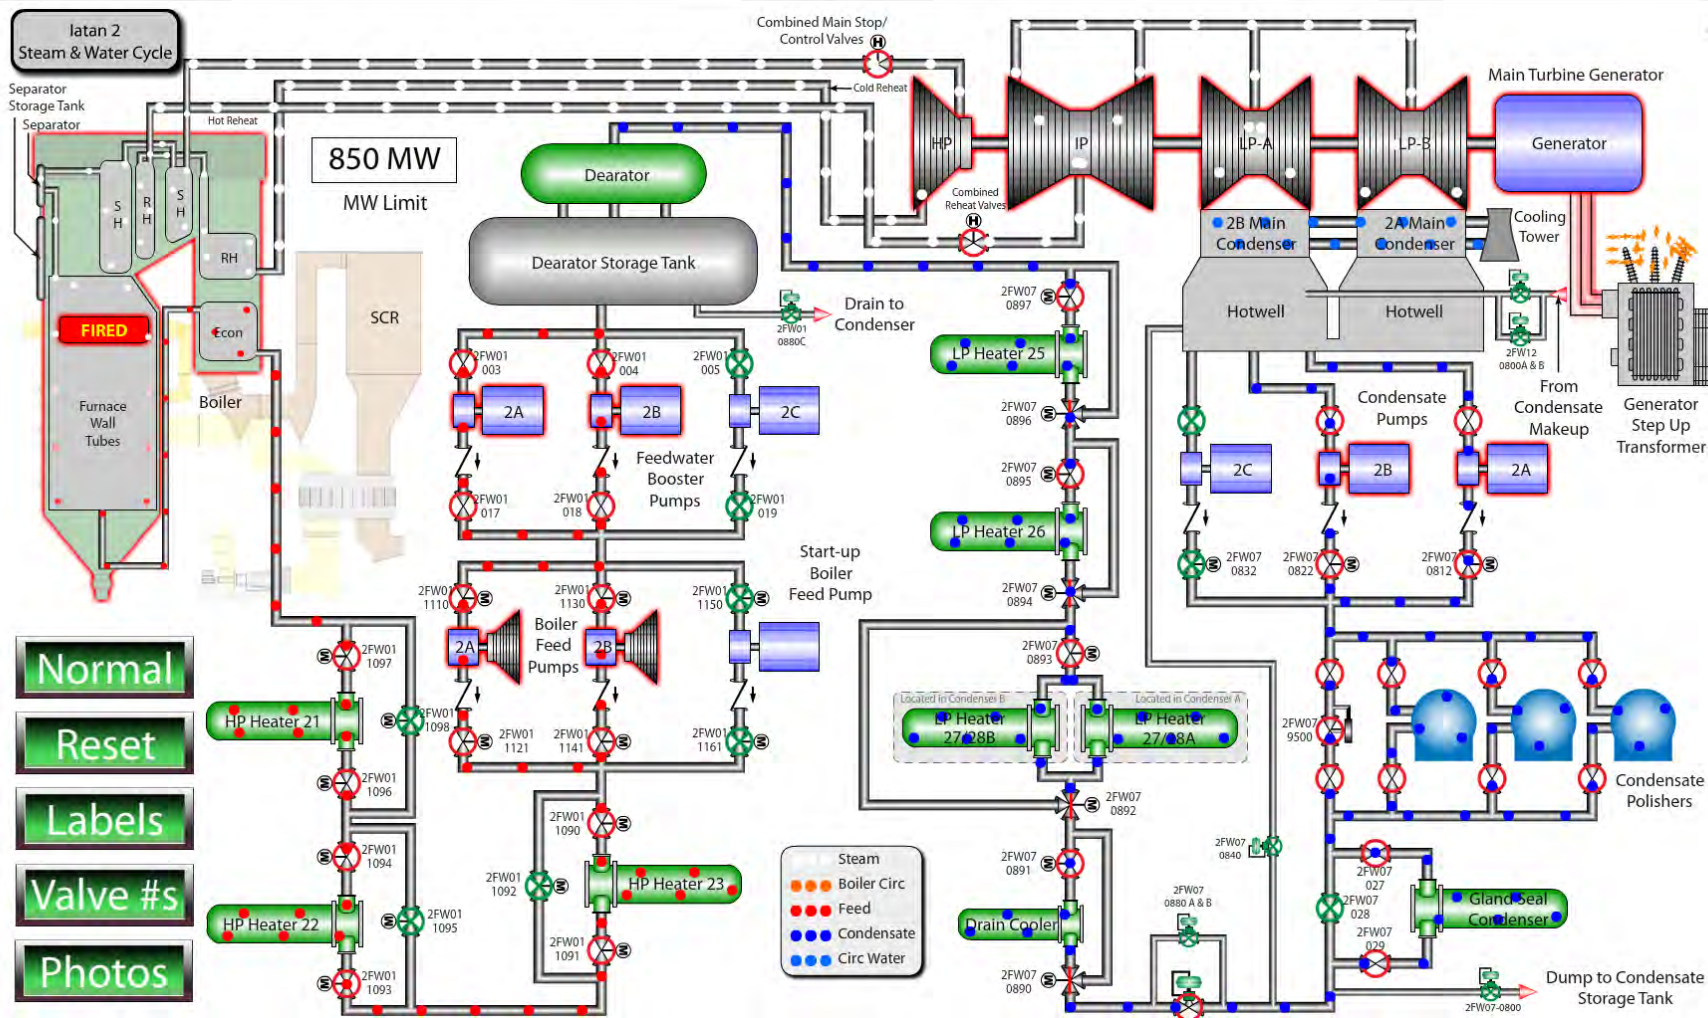 Iatan 2
Steam & Water Cycle
Separator
Storage Tank
Separator
Hot Reheat
850 MW
MW Limit
Combined Main Stop/
Control Valves
H
Cold Reheat
Combined
Reheat Valves
H
HP
IP
LP-A
LP-B
Main Turbine Generator
Generator
Cooling
Tower
2B Main
Condenser
2A Main
Condenser
Hotwell
Hotwell
2FW12
0800A & B
From
Condensate
Makeup
Generator
Step Up
Transformer
S
H
R
H
S
H
RH
Econ
FIRED
Furnace
Wall
Tubes
Boiler
SCR
Dearator
Dearator Storage Tank
2FW01
0880C
Drain to
Condenser
2FW01
003
2FW01
004
2FW01
005
2A
2B
2C
Feedwater
Booster
Pumps
2FW01
017
2FW01
018
2FW01
019
Start-up
Boiler
Feed Pump
2FW01
1110
M
2FW01
1130
M
2FW01
1150
M
2A
2B
Boiler
Feed
Pumps
M
2FW01
1121
2FW01
1141
M
2FW01
1161
M
2FW01
1090
M
2FW01
1092
M
HP Heater 23
2FW01
1091
M
M
2FW01
1097
HP Heater 21
M
2FW01
1098
M
2FW01
1096
M
2FW01
1094
HP Heater 22
M
2FW01
1095
M
2FW01
1093
Normal
Reset
Labels
Valve #s
Photos
2FW07
0897
M
LP Heater 25
2FW07
0896
M
2FW07
0895
M
LP Heater 26
2FW07
0894
M
2FW07
0893
M
Located in Condenser B
Located in Condenser A
LP Heater
27/28B
LP Heater
27/28A
M
2FW07
0892
2FW07
0891
M
Drain Cooler
2FW07
0890
M
Steam
Boiler Circ
Feed
Condensate
Circ Water
2FW07
0880 A & B
2FW07
0840
Condensate
Pumps
2C
2B
2A
M
2FW07
0832
2FW07
0822
M
2FW07
0812
M
2FW07
9500
Condensate
Polishers
2FW07
027
2FW07
028
2FW07
029
Gland Seal
Condenser
2FW07-0800
Dump to Condensate
Storage Tank